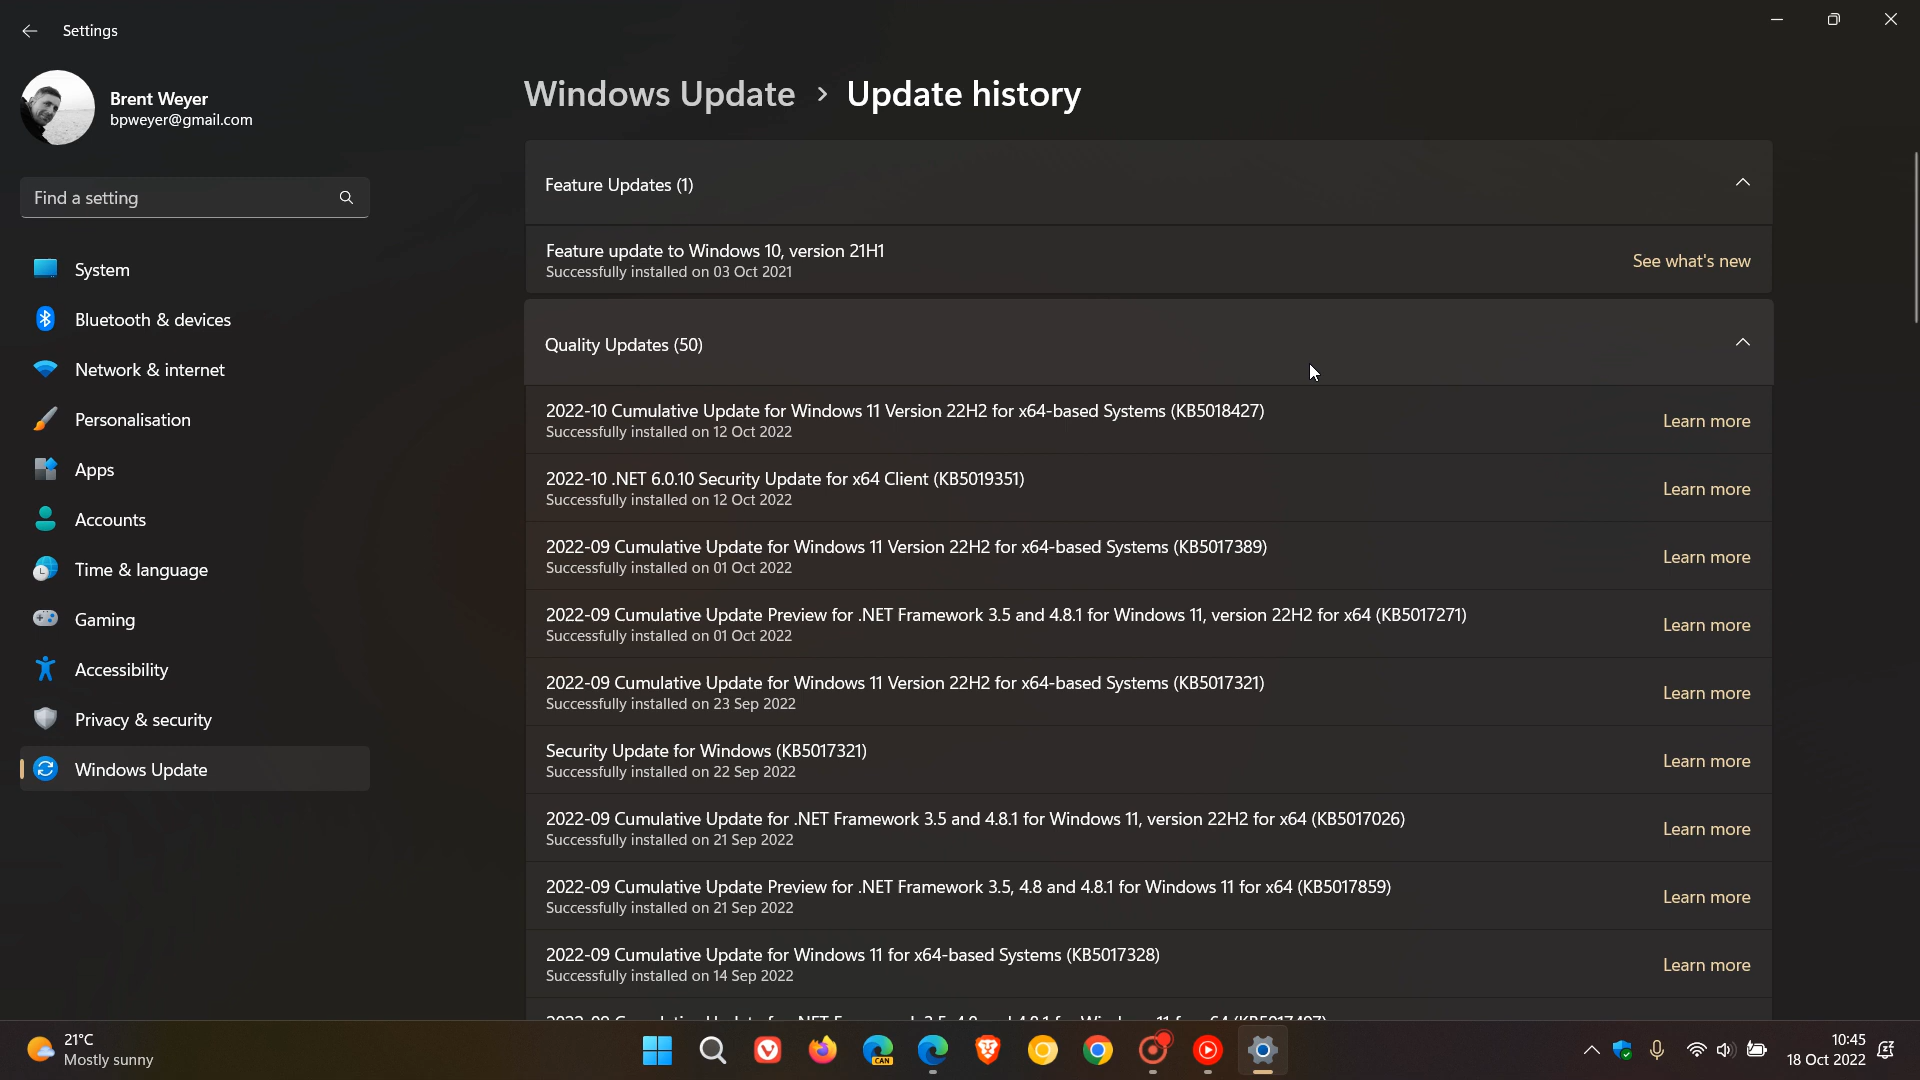 Settings
Brent Weyer
bpweyer@gmail.com
Find a setting
System
Bluetooth & devices
Network & internet
Personalisation
Apps
Accounts
Time & language
Gaming
Accessibility
Privacy & security
Windows Update
Windows Update > Update history
Feature Updates (1)
Feature update to Windows 10, version 21H1
Successfully installed on 03 Oct 2021
See what's new
Quality Updates (50)
2022-10 Cumulative Update for Windows 11 Version 22H2 for x64-based Systems (KB5018427)
Successfully installed on 12 Oct 2022
Learn more
2022-10 .NET 6.0.10 Security Update for x64 Client (KB5019351)
Successfully installed on 12 Oct 2022
Learn more
2022-09 Cumulative Update for Windows 11 Version 22H2 for x64-based Systems (KB5017389)
Successfully installed on 01 Oct 2022
Learn more
2022-09 Cumulative Update Preview for .NET Framework 3.5 and 4.8.1 for Windows 11, version 22H2 for x64 (KB5017271)
Successfully installed on 01 Oct 2022
Learn more
2022-09 Cumulative Update for Windows 11 Version 22H2 for x64-based Systems (KB5017321)
Successfully installed on 23 Sep 2022
Learn more
Security Update for Windows (KB5017321)
Successfully installed on 22 Sep 2022
Learn more
2022-09 Cumulative Update for .NET Framework 3.5 and 4.8.1 for Windows 11, version 22H2 for x64 (KB5017026)
Successfully installed on 21 Sep 2022
Learn more
2022-09 Cumulative Update Preview for .NET Framework 3.5, 4.8 and 4.8.1 for Windows 11 for x64 (KB5017859)
Successfully installed on 21 Sep 2022
Learn more
2022-09 Cumulative Update for Windows 11 for x64-based Systems (KB5017328)
Successfully installed on 14 Sep 2022
Learn more
21°C
Mostly sunny
CAN
10:45
18 Oct 2022